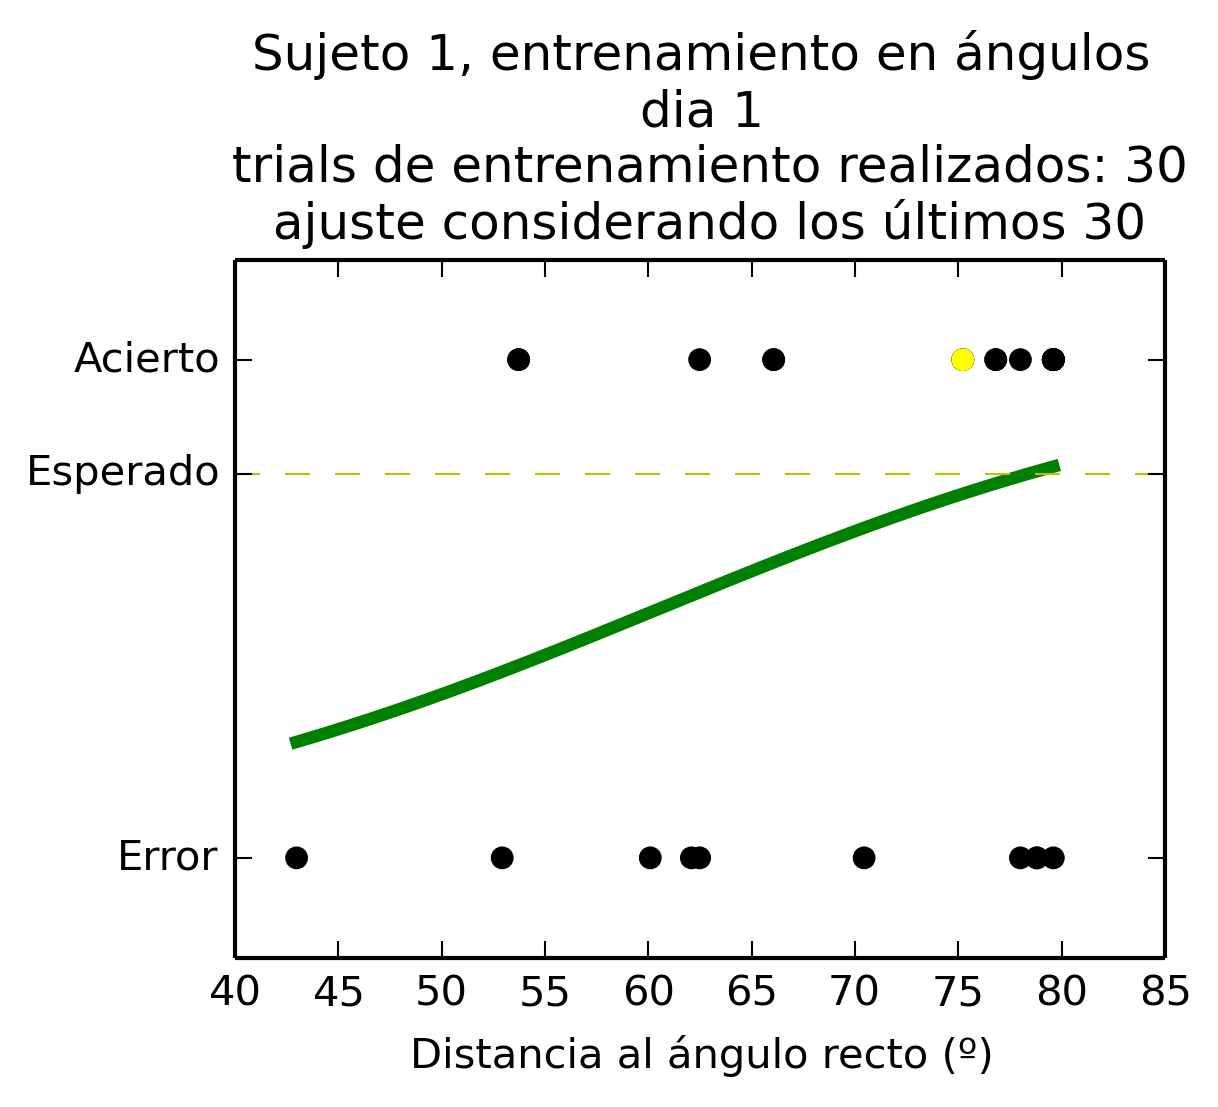 Sujeto 1, entrenamiento en ángulos
dia 1
trials de entrenamiento realizados: 30
ajuste considerando los últimos 30
Acierto
Esperado
Error
40 45 50 55 60 65 70 75 80 85
Distancia al ángulo recto (º)